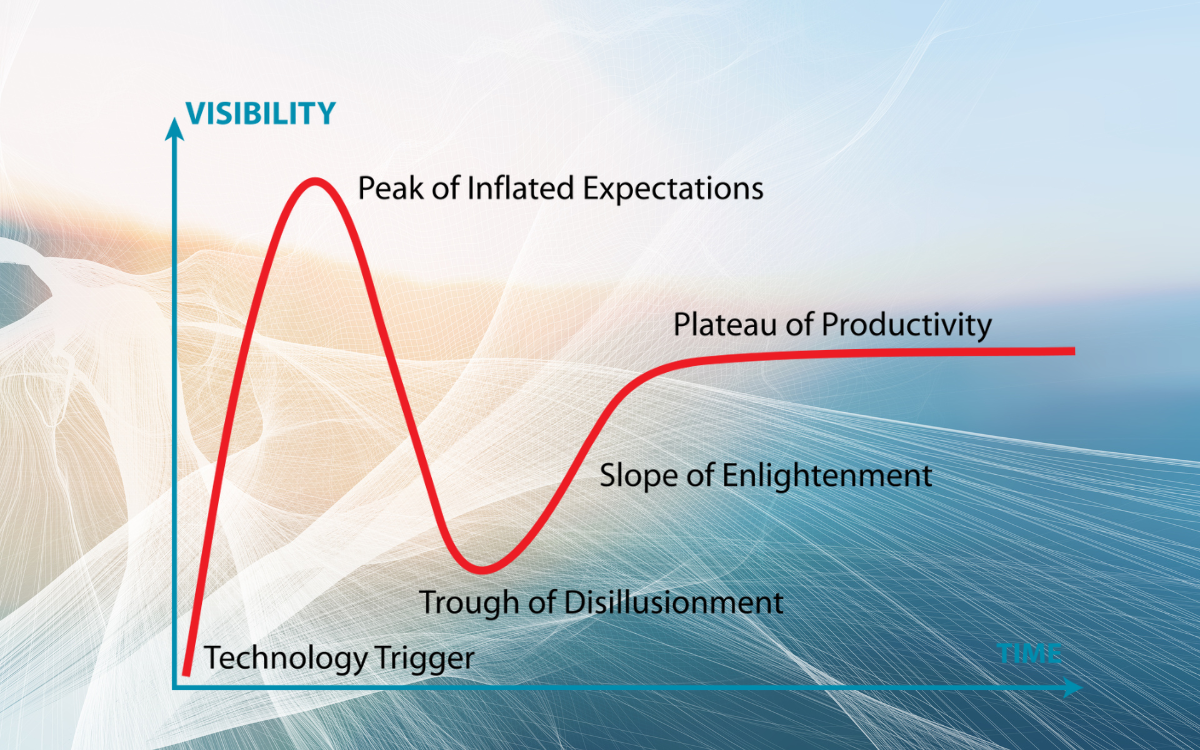 VISIBILITY
Peak of Inflated Expectations
Plateau of Productivity
Slope of Enlightenment
Trough of Disillusionment
Technology Trigger
TIME